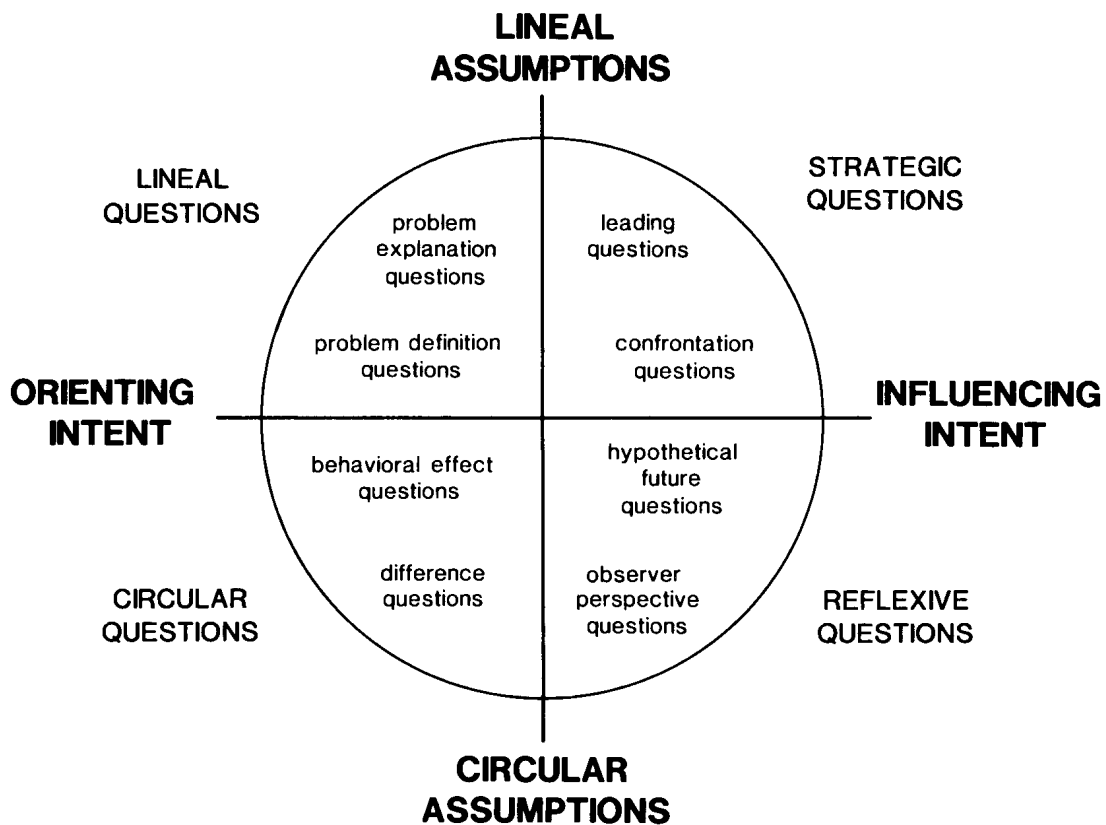 LINEAL
ASSUMPTIONS
LINEAL
QUESTIONS
STRATEGIC
QUESTIONS
problem
explanation
questions
leading
questions
problem definition
questions
confrontation
questions
ORIENTING
INTENT
INFLUENCING
INTENT
behavioral effect
questions
hypothetical
future
questions
difference
questions
observer
perspective
questions
CIRCULAR
QUESTIONS
REFLEXIVE
QUESTIONS
CIRCULAR
ASSUMPTIONS